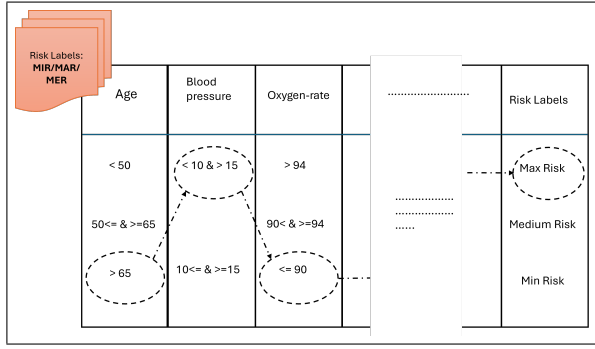 Risk Labels:
MIR/MAR/
MER
Age
Blood
pressure
Oxygen-rate
.......................
Risk Labels
< 50
< 10 & > 15
> 94
Max Risk
50<= & >=65
90< & >=94
.................
.................
......
Medium Risk
> 65
10<= & >=15
<= 90
Min Risk